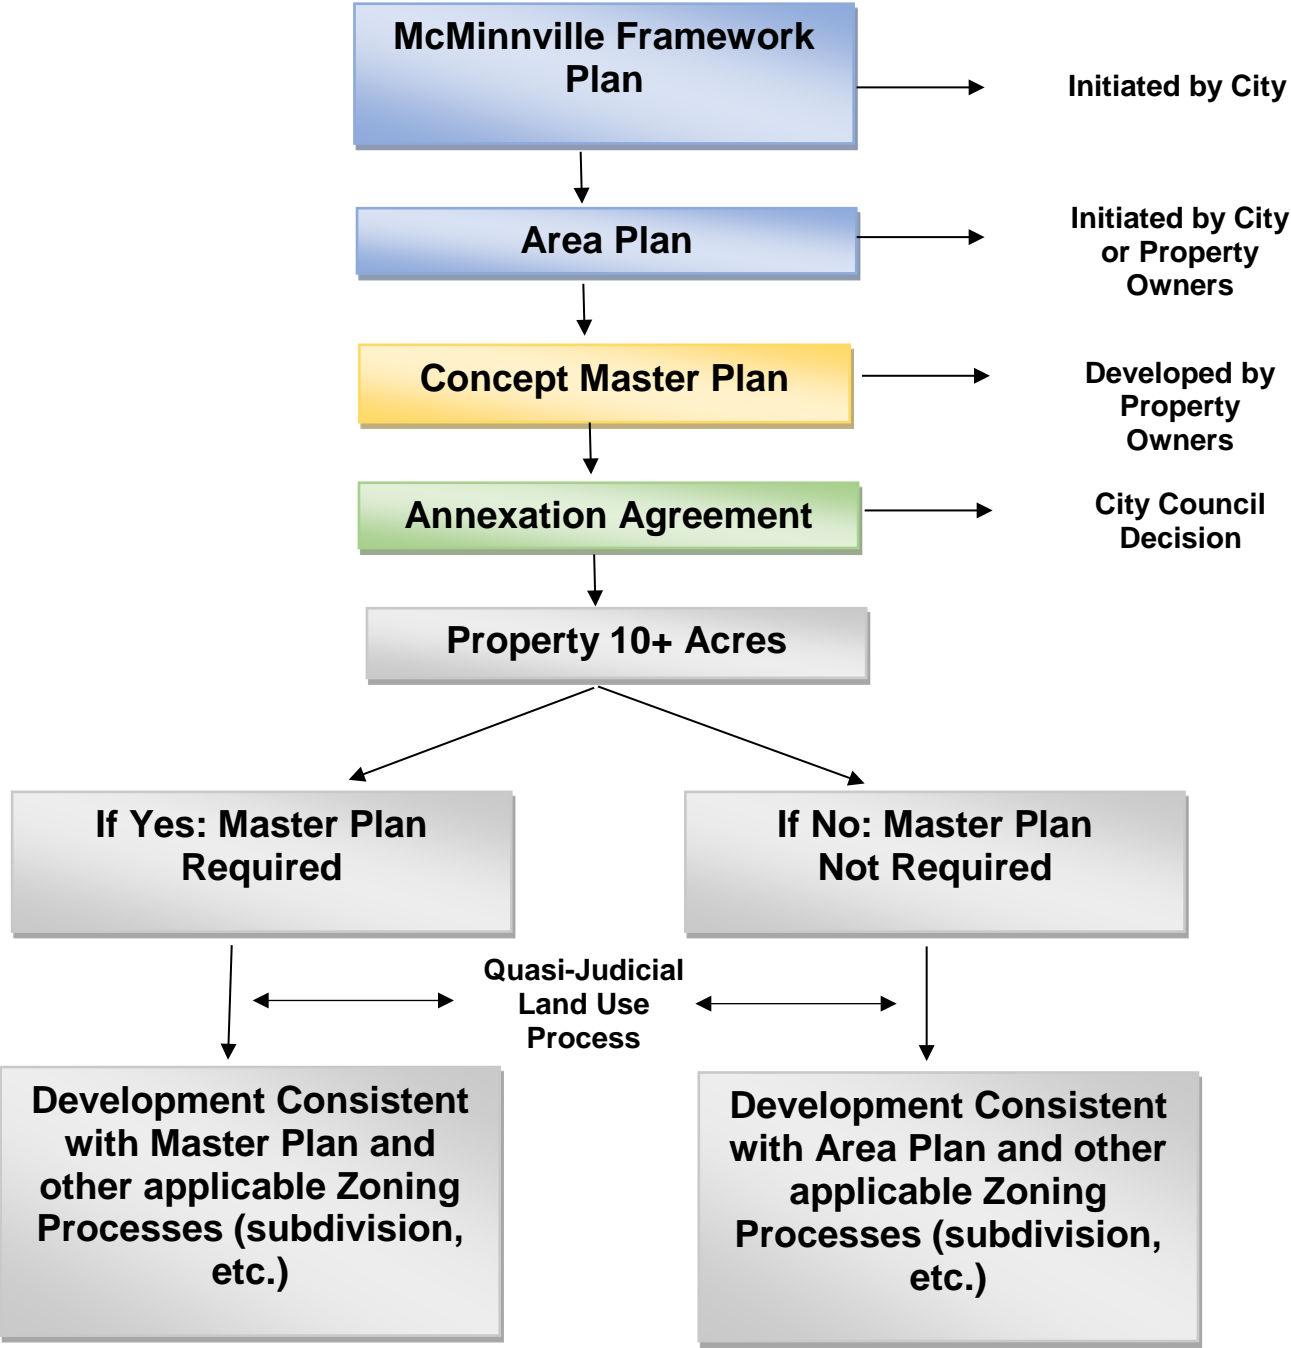 McMinnville Framework
Plan
Initiated by City
Area Plan
Initiated by City
or Property
Owners
Concept Master Plan
Developed by
Property
Owners
Annexation Agreement
City Council
Decision
Property 10+ Acres
If Yes: Master Plan
Required
If No: Master Plan
Not Required
Quasi-Judicial
Land Use
Process
Development Consistent
with Master Plan and
other applicable Zoning
Processes (subdivision,
etc.)
Development Consistent
with Area Plan and other
applicable Zoning
Processes (subdivision,
etc.)